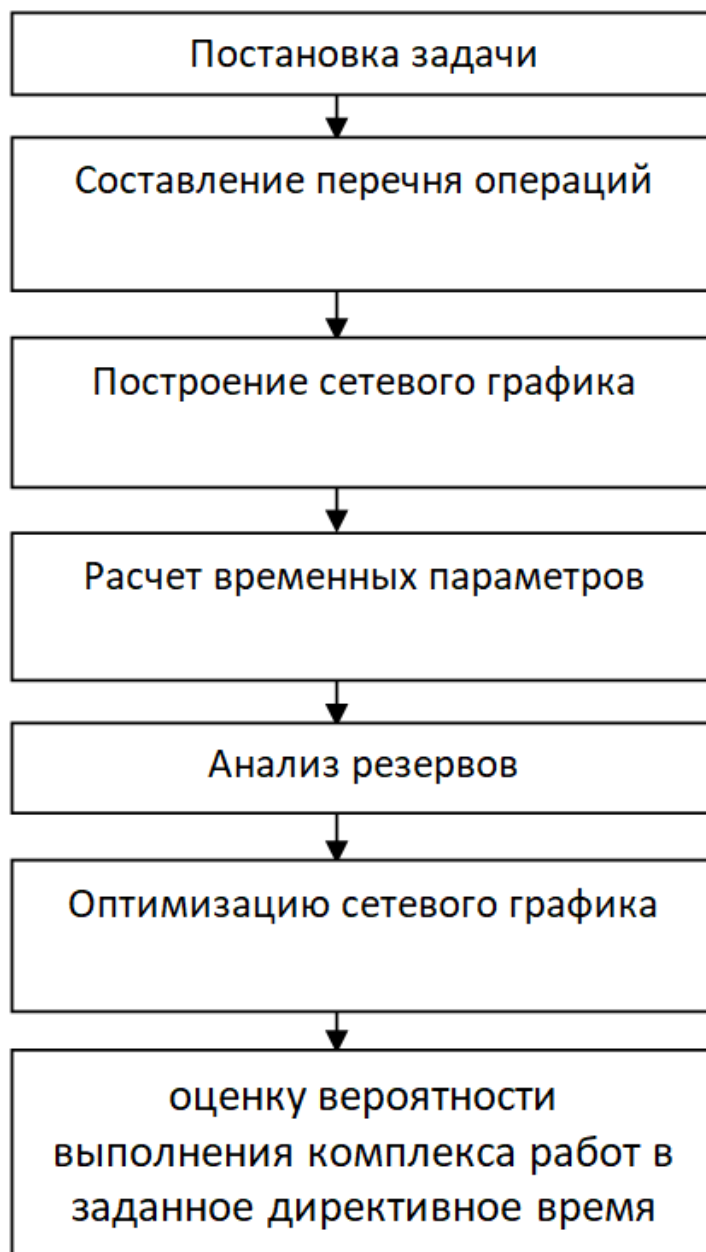 Постановка задачи
Составление перечня операций
Построение сетевого графика
Расчет временных параметров
Анализ резервов
Оптимизацию сетевого графика
оценку вероятности
выполнения комплекса работ в
заданное директивное время